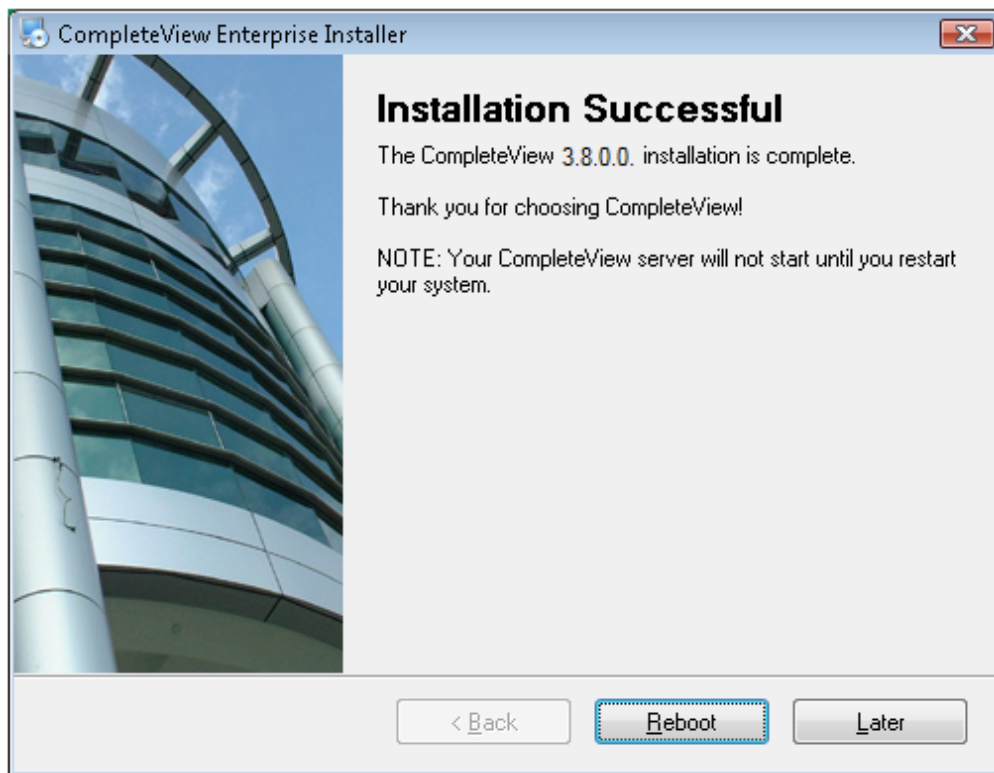 CompleteView Enterprise Installer
Installation Successful
The CompleteView 3.8.0.0. installation is complete.
Thank you for choosing CompleteView!
NOTE: Your CompleteView server will not start until you restart
your system.
< Back
Reboot
Later